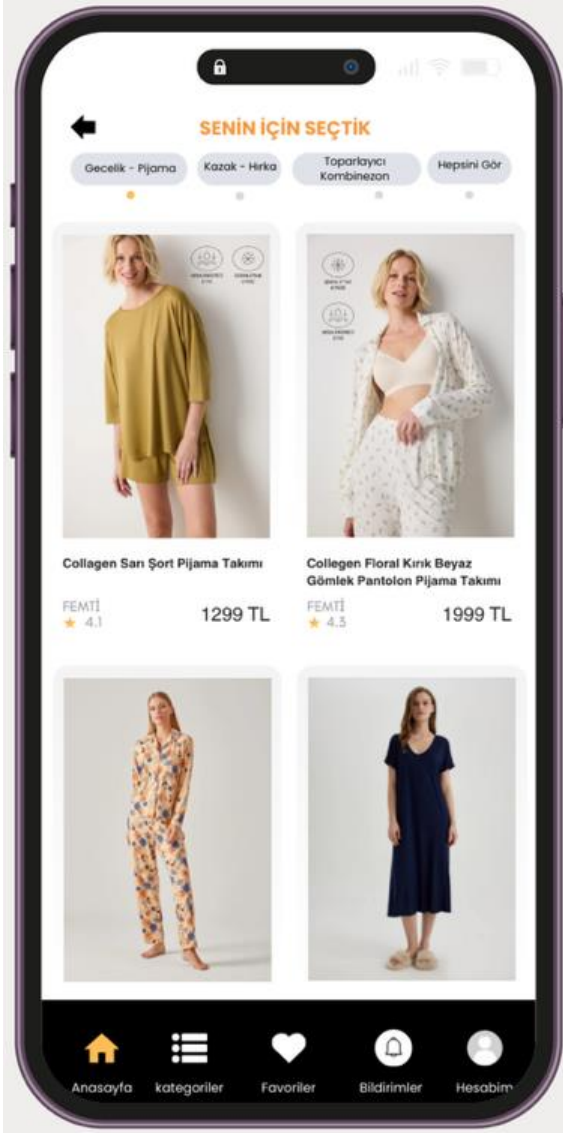 SENİN İÇİN SEÇTİK
Gecelik - Pijama
Kazak - Hırka
Toparlayıcı
Kombinezon
Hepsini Gör
Collagen Sarı Şort Pijama Takımı
FEMTİ
4.1
1299 TL
Collegen Floral Kırık Beyaz
Gömlek Pantolon Pijama Takımı
FEMTİ
4.3
1999 TL
Anasayfa
kategoriler
Favoriler
Bildirimler
Hesabim